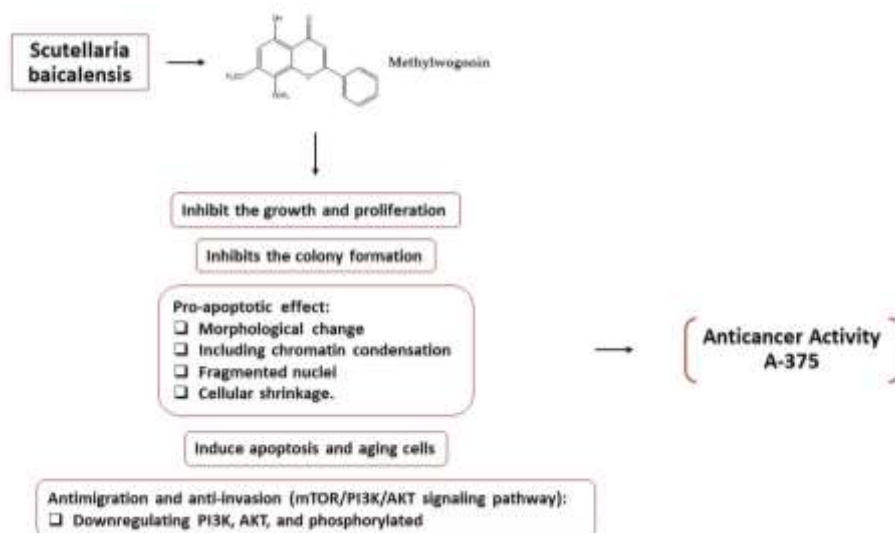 Scutellaria
baicalensis
OH
O
Methylwogonin
H₃CO
O
Inhibit the growth and proliferation
Inhibits the colony formation
Pro-apoptotic effect:
❑ Morphological change
❑ Including chromatin condensation
❑ Fragmented nuclei
❑ Cellular shrinkage.
Anticancer Activity
A-375
Induce apoptosis and aging cells
Antimigration and anti-invasion (mTOR/PI3K/AKT signaling pathway):
❑ Downregulating PI3K, AKT, and phosphorylated